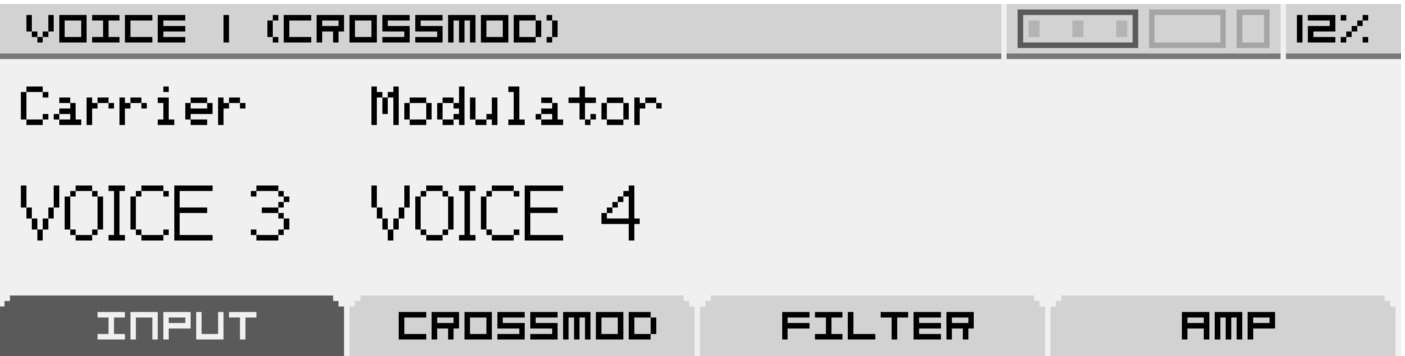 VOICE 1 (CROSSMOD) 12%
Carrier Modulator
VOICE 3 VOICE 4
INPUT CROSSMOD FILTER AMP